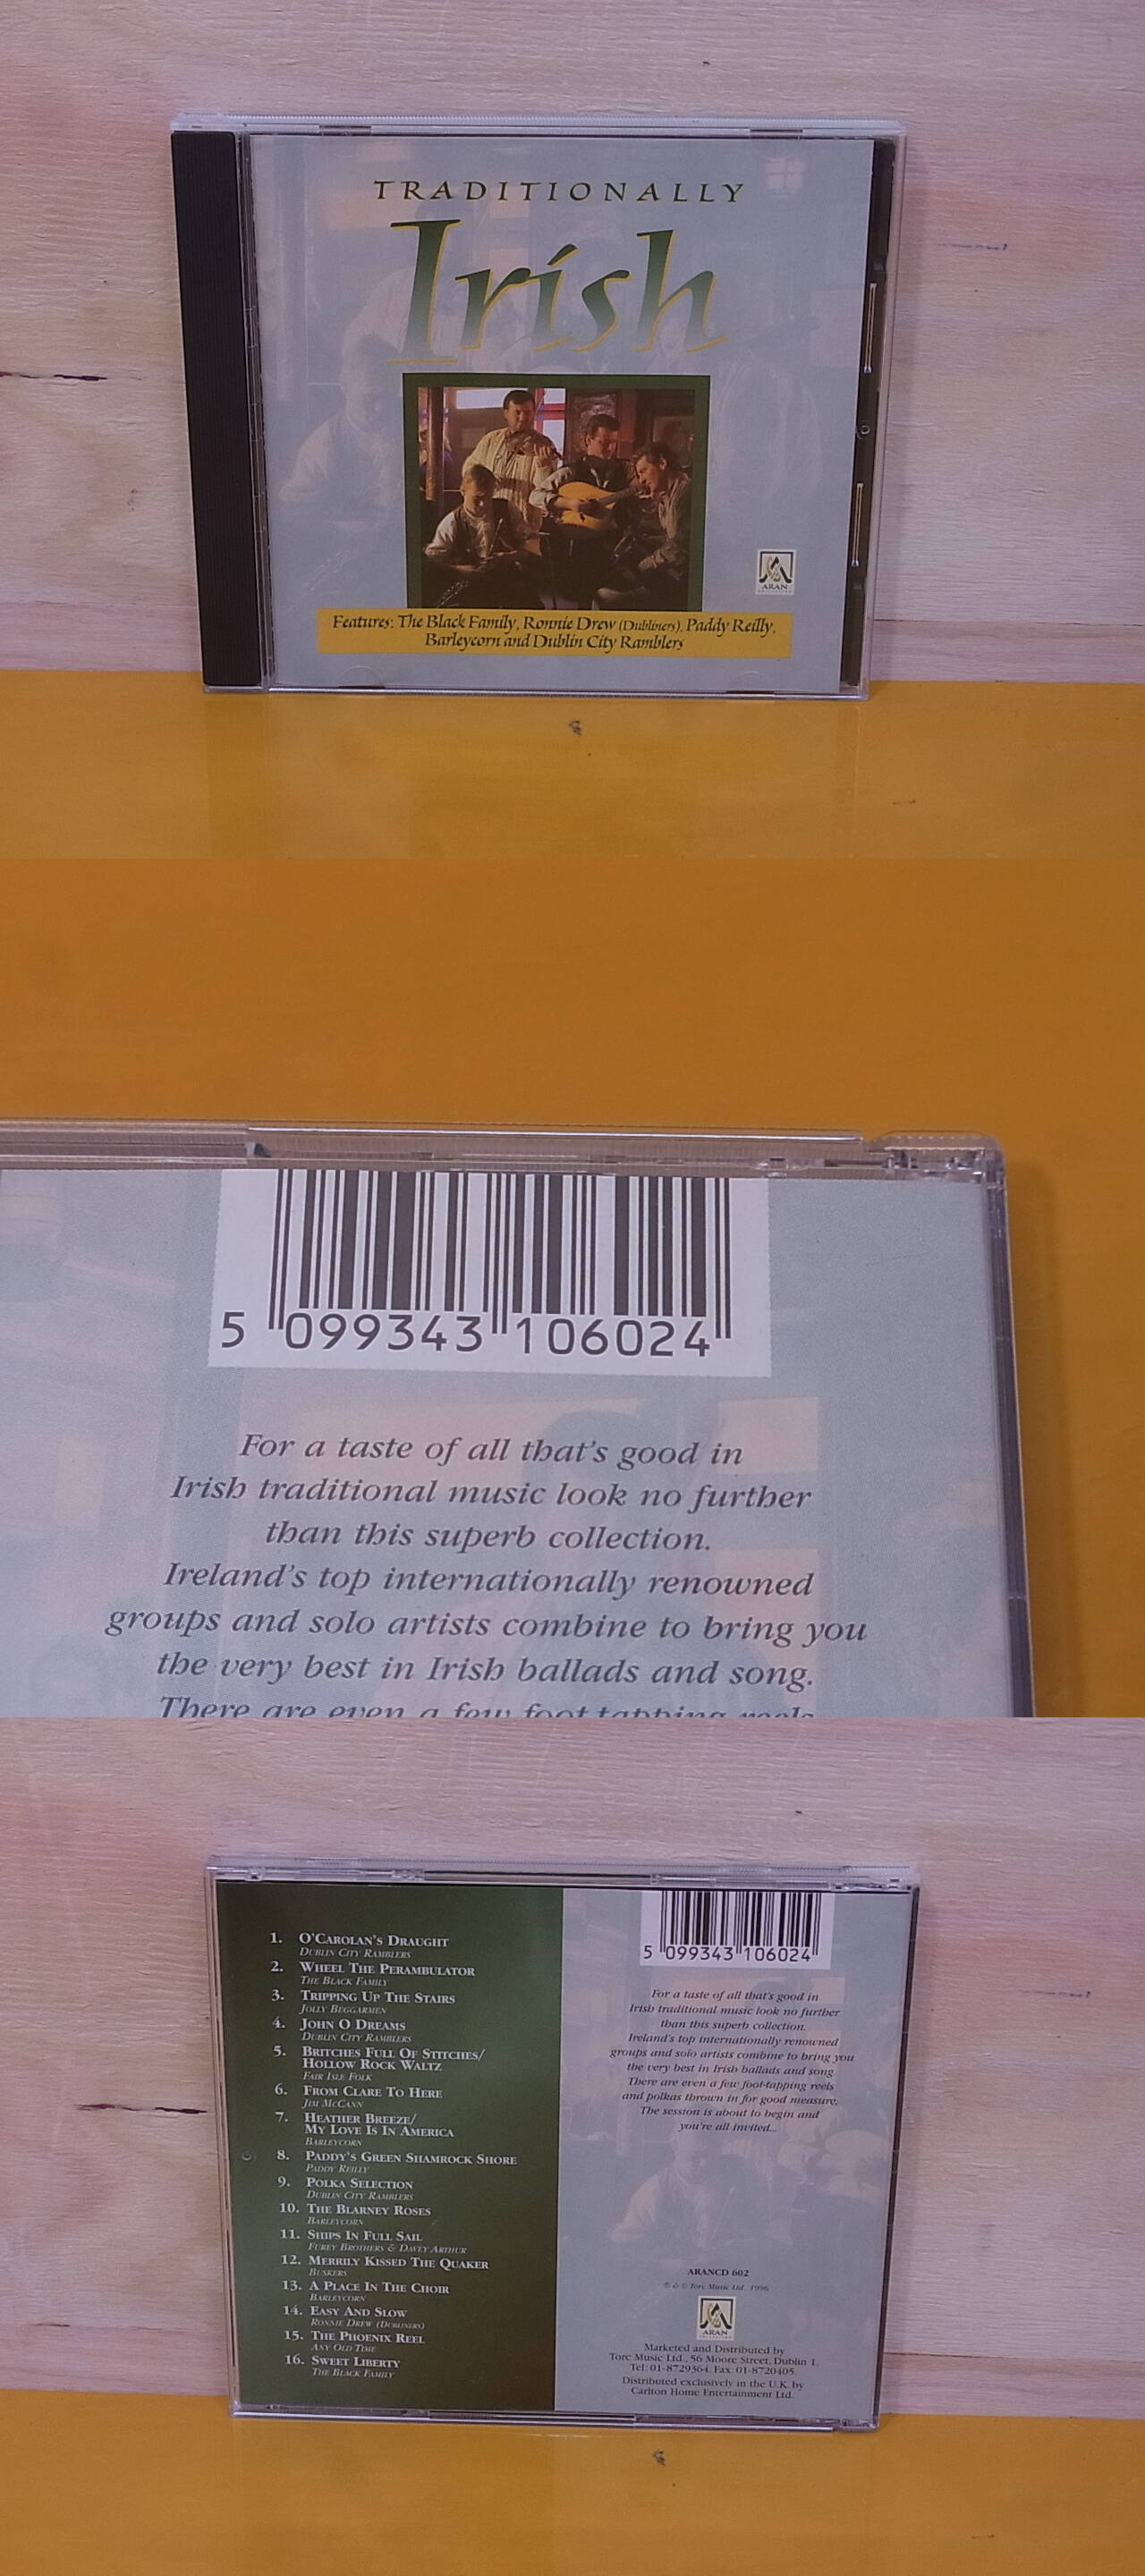 TRADITIONALLY
Irish
ARAN
Features: The Black Family, Ronnie Drew (Dubliners), Paddy Reilly,
Barleycorn and Dublin City Ramblers
5 099343 106024
For a taste of all that's good in
Irish traditional music look no further
than this superb collection.
Ireland's top internationally renowned
groups and solo artists combine to bring you
the very best in Irish ballads and song.
There are even a few foot-tapping reels
1. O'CAROLAN'S DRAUGHT
DUBLIN CITY RAMBLERS
2. WHEEL THE PERAMBULATOR
THE BLACK FAMILY
3. TRIPPING UP THE STAIRS
JOLLY BEGGARMEN
4. JOHN O DREAMS
DUBLIN CITY RAMBLERS
5. BRITCHES FULL OF STITCHES/
HOLLOW ROCK WALTZ
FAIR ISLE FOLK
6. FROM CLARE TO HERE
JIM MCCANN
7. HEATHER BREEZE/
MY LOVE IS IN AMERICA
BARLEYCORN
8. PADDY'S GREEN SHAMROCK SHORE
PADDY REILLY
9. POLKA SELECTION
DUBLIN CITY RAMBLERS
10. THE BLARNEY ROSES
BARLEYCORN
11. SHIPS IN FULL SAIL
FUREY BROTHERS & DAVEY ARTHUR
12. MERRILY KISSED THE QUAKER
BUSKERS
13. A PLACE IN THE CHOIR
BARLEYCORN
14. EASY AND SLOW
RONNIE DREW (DUBLINERS)
15. THE PHOENIX REEL
ANY OLD TIME
16. SWEET LIBERTY
THE BLACK FAMILY
5 099343 106024
For a taste of all that's good in
Irish traditional music look no further
than this superb collection.
Ireland's top internationally renowned
groups and solo artists combine to bring you
the very best in Irish ballads and song.
There are even a few foot-tapping reels
and polkas thrown in for good measure.
The session is about to begin and
you're all invited...
ARANCD 602
℗ & © Torc Music Ltd., 1996
ARAN
Marketed and Distributed by
Torc Music Ltd., 56 Moore Street, Dublin 1.
Tel: 01-8729364. Fax: 01-8720405.
Distributed exclusively in the U.K. by
Carlton Home Entertainment Ltd.